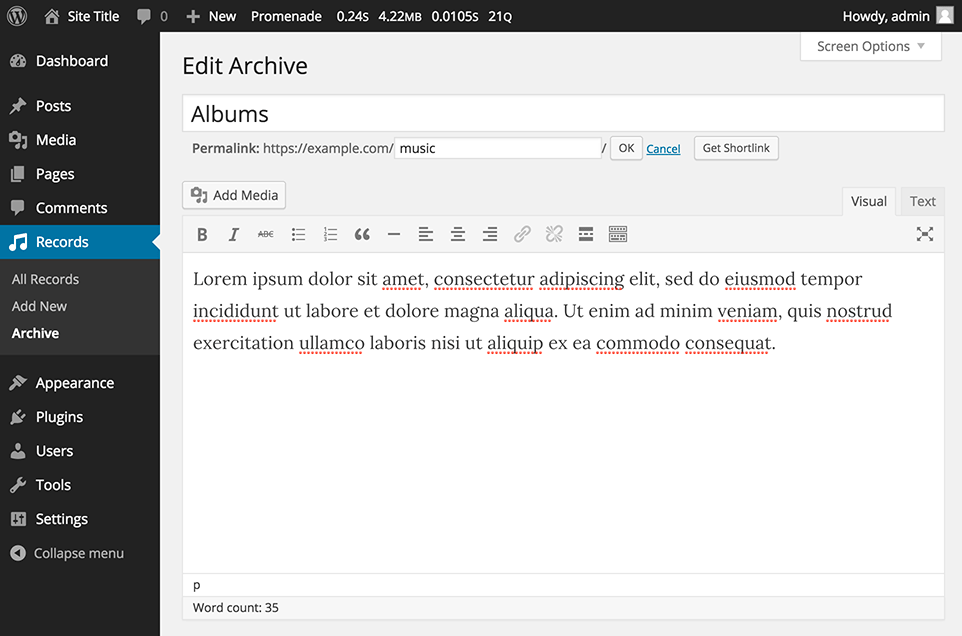 Site Title 0 New Promenade 0.24S 4.22MB 0.0105S 21Q Howdy, admin
Screen Options
Dashboard
Posts
Media
Pages
Comments
Records
All Records
Add New
Archive
Appearance
Plugins
Users
Tools
Settings
Collapse menu
Edit Archive
Albums
Permalink: https://example.com/music / OK Cancel Get Shortlink
Add Media
Visual Text
B I ABC
Lorem ipsum dolor sit amet, consectetur adipiscing elit, sed do eiusmod tempor
incididunt ut labore et dolore magna aliqua. Ut enim ad minim veniam, quis nostrud
exercitation ullamco laboris nisi ut aliquip ex ea commodo consequat.
p
Word count: 35